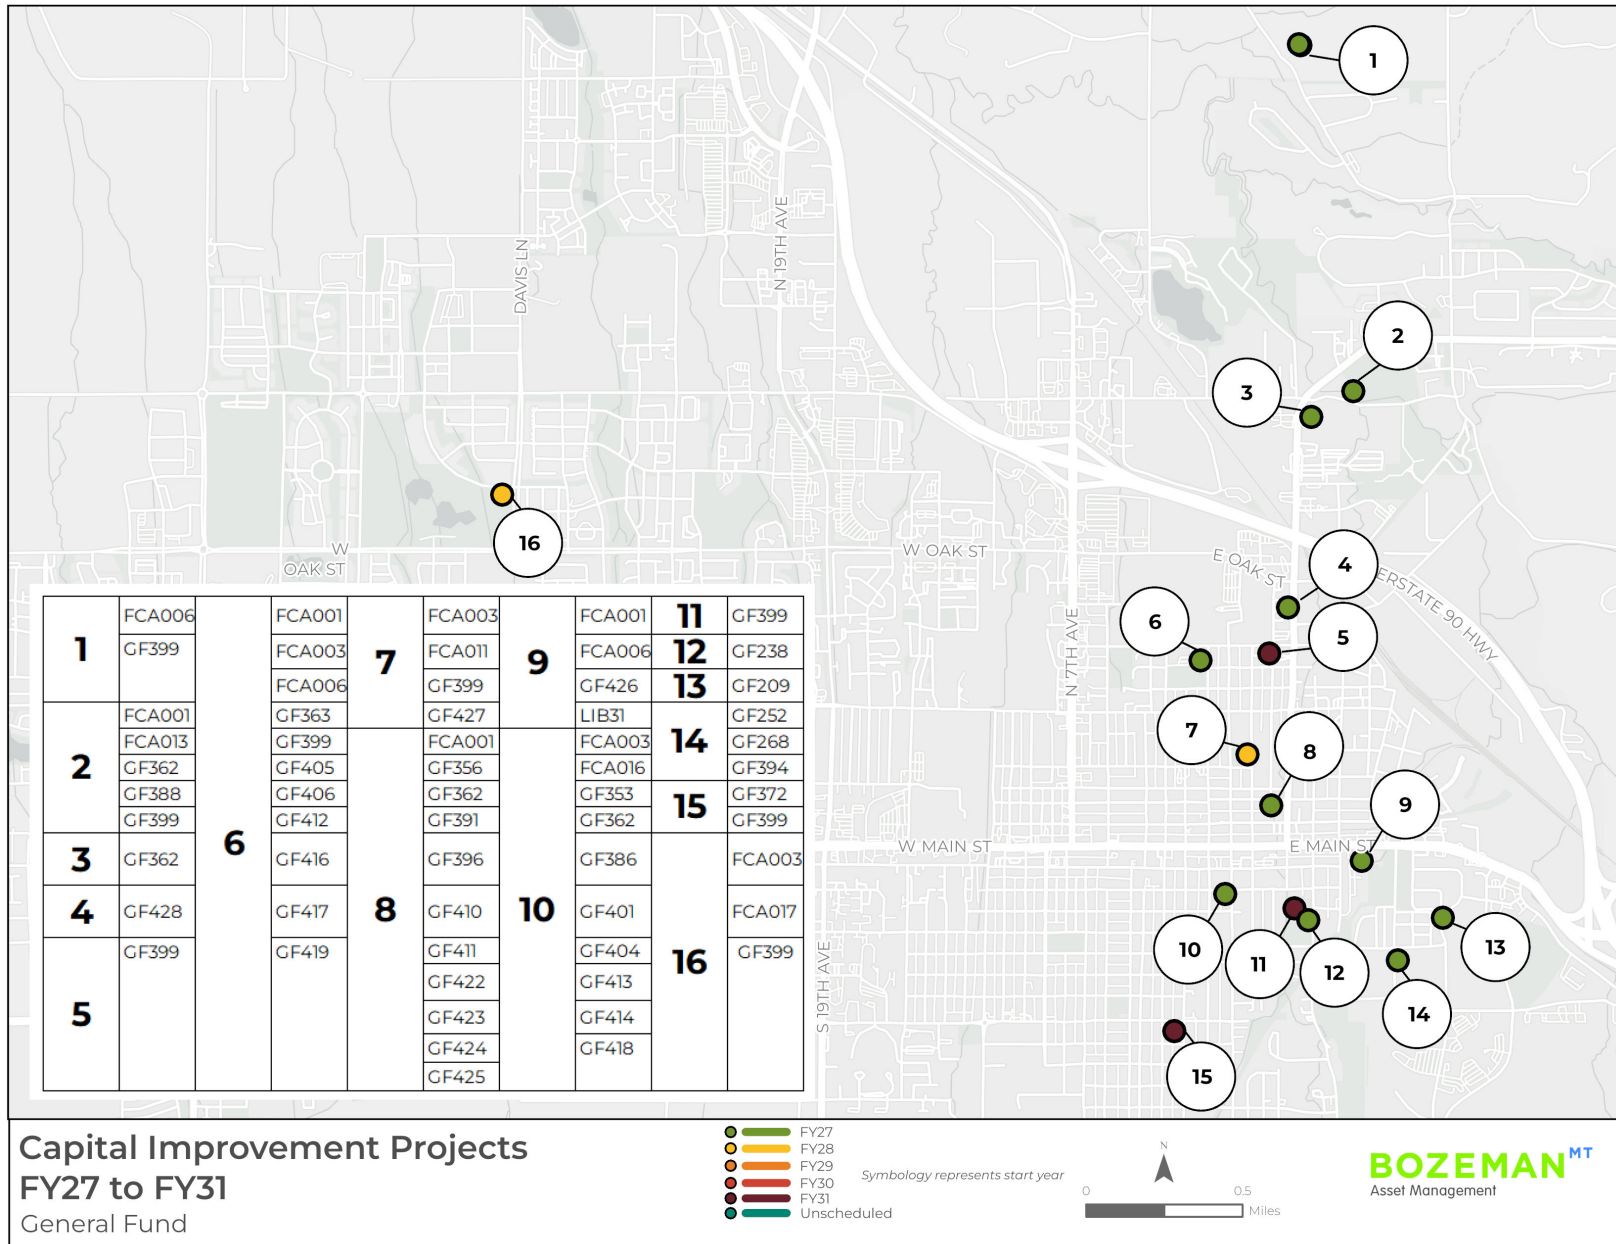 1
2
3
DAVIS LN
N 19TH AVE
16
W
OAK ST
W OAK ST
E OAK ST
4
ERSTATE 90 HWY
5
6
N 7TH AVE
7
8
9
W MAIN ST
E MAIN ST
10
11
12
13
14
15
S 19TH AVE
1
FCA006
GF399
2
FCA001
FCA013
GF362
GF388
GF399
3
GF362
4
GF428
5
GF399
6
FCA001
FCA003
FCA006
GF363
GF399
GF405
GF406
GF412
GF416
GF417
GF419
7
FCA003
FCA011
GF399
GF427
8
FCA001
GF356
GF362
GF391
GF396
GF410
GF411
GF422
GF423
GF424
GF425
9
FCA001
FCA006
GF426
LIB31
10
FCA003
FCA016
GF353
GF362
GF386
GF401
GF404
GF413
GF414
GF418
11
GF399
12
GF238
13
GF209
14
GF252
GF268
GF394
15
GF372
GF399
16
FCA003
FCA017
GF399
Capital Improvement Projects
FY27 to FY31
General Fund
FY27
FY28
FY29
FY30
FY31
Unscheduled
Symbology represents start year
N
0 0.5
Miles
BOZEMAN MT
Asset Management